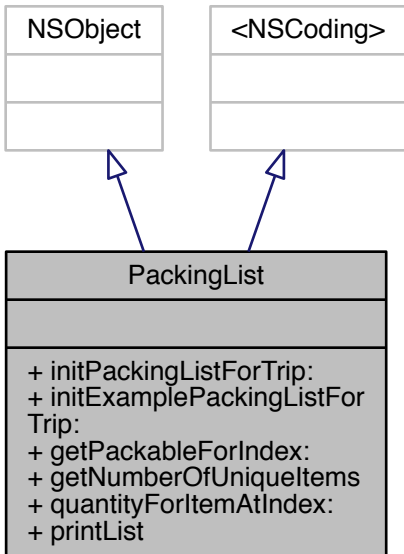 NSObject
<NSCoding>
PackingList
+ initPackingListForTrip:
+ initExamplePackingListFor
Trip:
+ getPackableForIndex:
+ getNumberOfUniqueItems
+ quantityForItemAtIndex:
+ printList